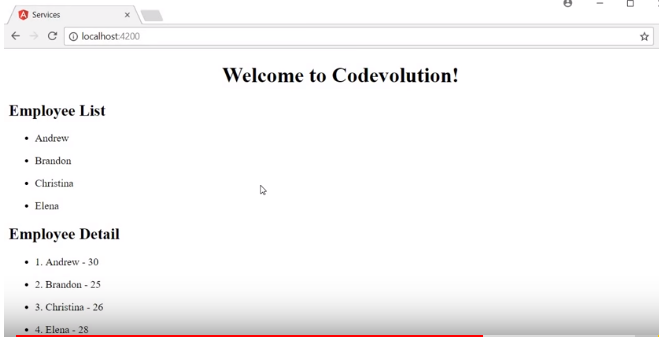 Services
localhost:4200
Welcome to Codevolution!
Employee List
Andrew
Brandon
Christina
Elena
Employee Detail
1. Andrew - 30
2. Brandon - 25
3. Christina - 26
4. Elena - 28